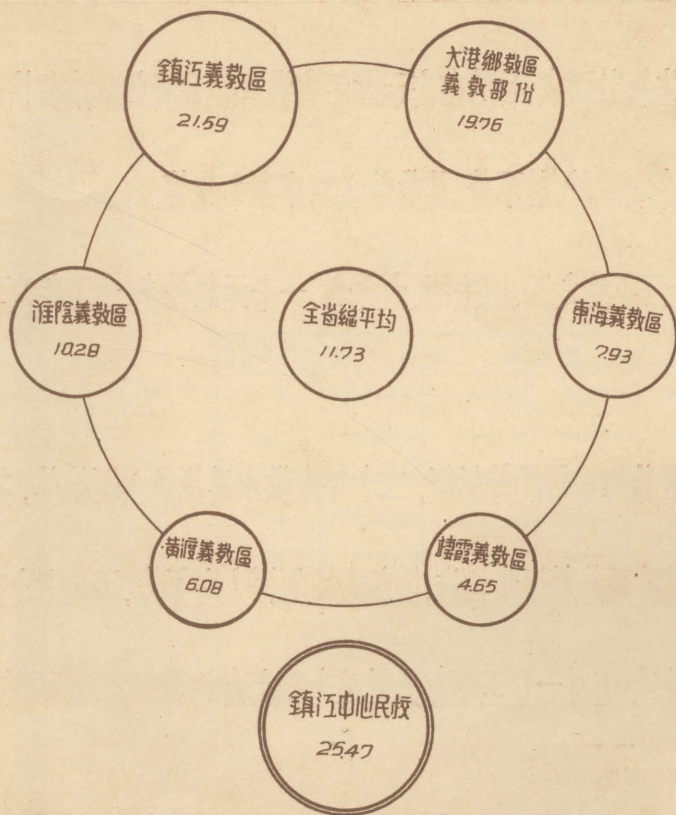 鎮江義教區
21.59
大港鄉教區
義教部份
19.76
淮陰義教區
10.28
全省總平均
11.73
東海義教區
7.93
黃渡義教區
6.08
棲霞義教區
4.65
鎮江中心民校
25.47